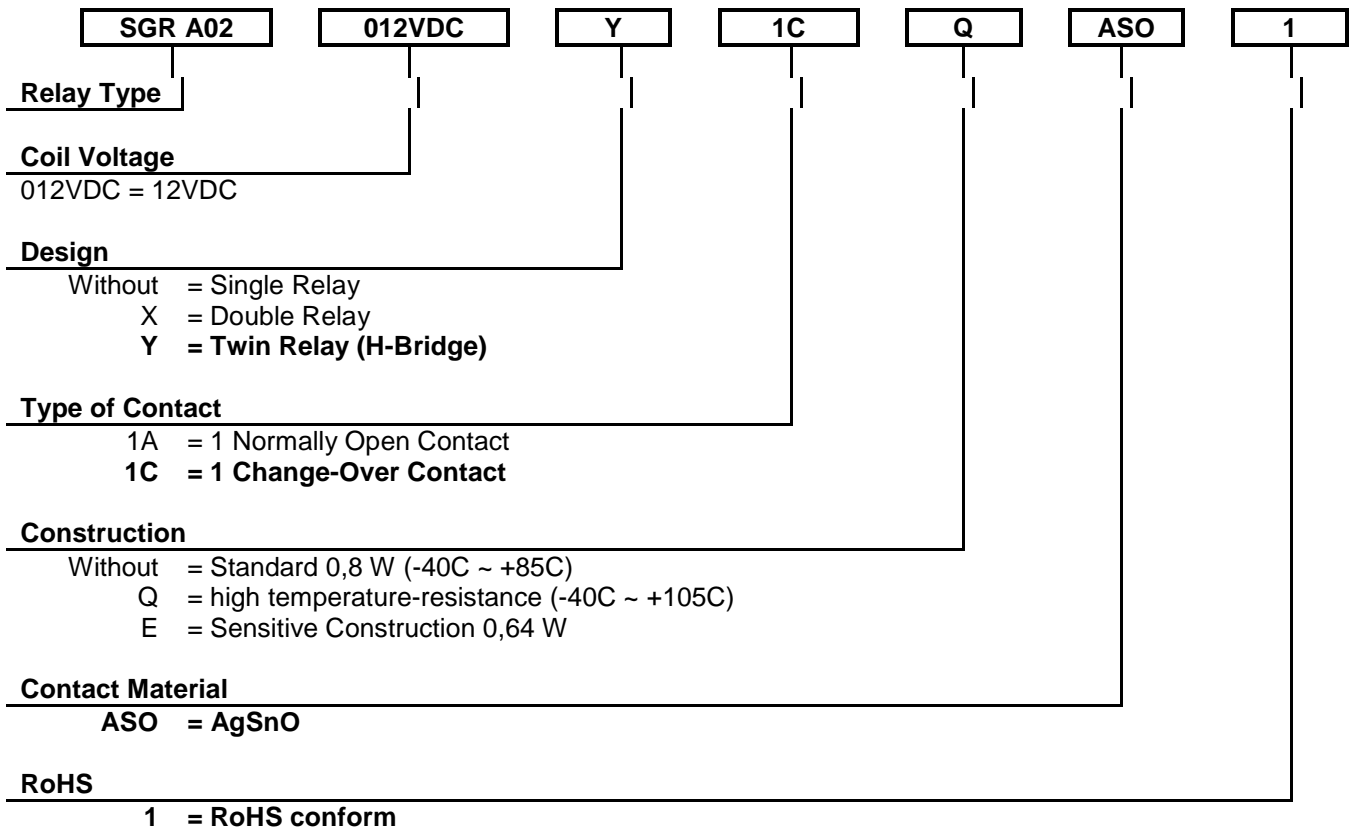 SGR A02 012VDC Y 1C Q ASO 1
Relay Type
Coil Voltage
012VDC = 12VDC
Design
Without = Single Relay
X = Double Relay
Y = Twin Relay (H-Bridge)
Type of Contact
1A = 1 Normally Open Contact
1C = 1 Change-Over Contact
Construction
Without = Standard 0,8 W (-40C ~ +85C)
Q = high temperature-resistance (-40C ~ +105C)
E = Sensitive Construction 0,64 W
Contact Material
ASO = AgSnO
RoHS
1 = RoHS conform